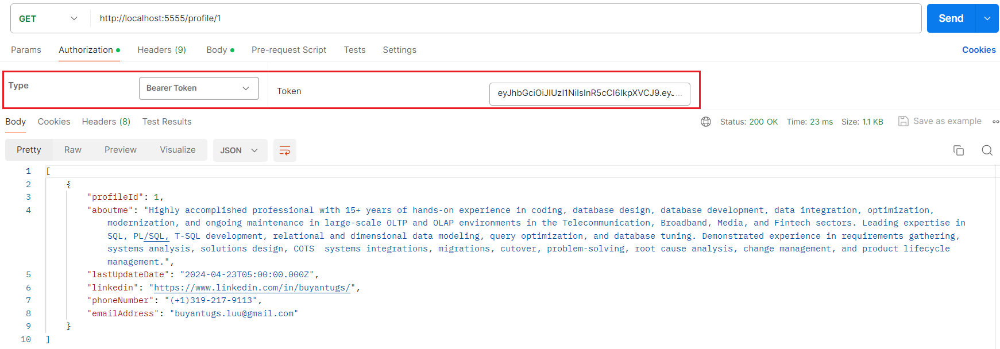 GET http://localhost:5555/profile/1 Send
Params Authorization Headers (9) Body Pre-request Script Tests Settings Cookies
Type Bearer Token Token eyJhbGciOiJIUzI1NiIsInR5cCI6IkpXVCJ9.eyJ...
Body Cookies Headers (8) Test Results Status: 200 OK Time: 23 ms Size: 1.1 KB Save as example
Pretty Raw Preview Visualize JSON
1 [
2 {
3 "profileId": 1,
4 "aboutme": "Highly accomplished professional with 15+ years of hands-on experience in coding, database design, database development, data integration, optimization,
modernization, and ongoing maintenance in large-scale OLTP and OLAP environments in the Telecommunication, Broadband, Media, and Fintech sectors. Leading expertise in
SQL, PL/SQL, T-SQL development, relational and dimensional data modeling, query optimization, and database tuning. Demonstrated experience in requirements gathering,
systems analysis, solutions design, COTS  systems integrations, migrations, cutover, problem-solving, root cause analysis, change management, and product lifecycle
management.",
5 "lastUpdateDate": "2024-04-23T05:00:00.000Z",
6 "linkedin": "https://www.linkedin.com/in/buyantugs/",
7 "phoneNumber": "(+1)319-217-9113",
8 "emailAddress": "buyantugs.luu@gmail.com"
9 }
10 ]